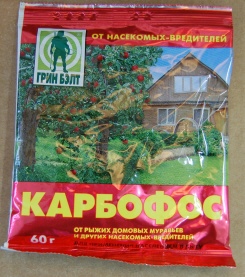 ОТ НАСЕКОМЫХ-ВРЕДИТЕЛЕЙ
ГРИН БЭЛТ
КАРБОФОС
ОТ РЫЖИХ ДОМОВЫХ МУРАВЬЕВ
И ДРУГИХ НАСЕКОМЫХ-ВРЕДИТЕЛЕЙ
60 г